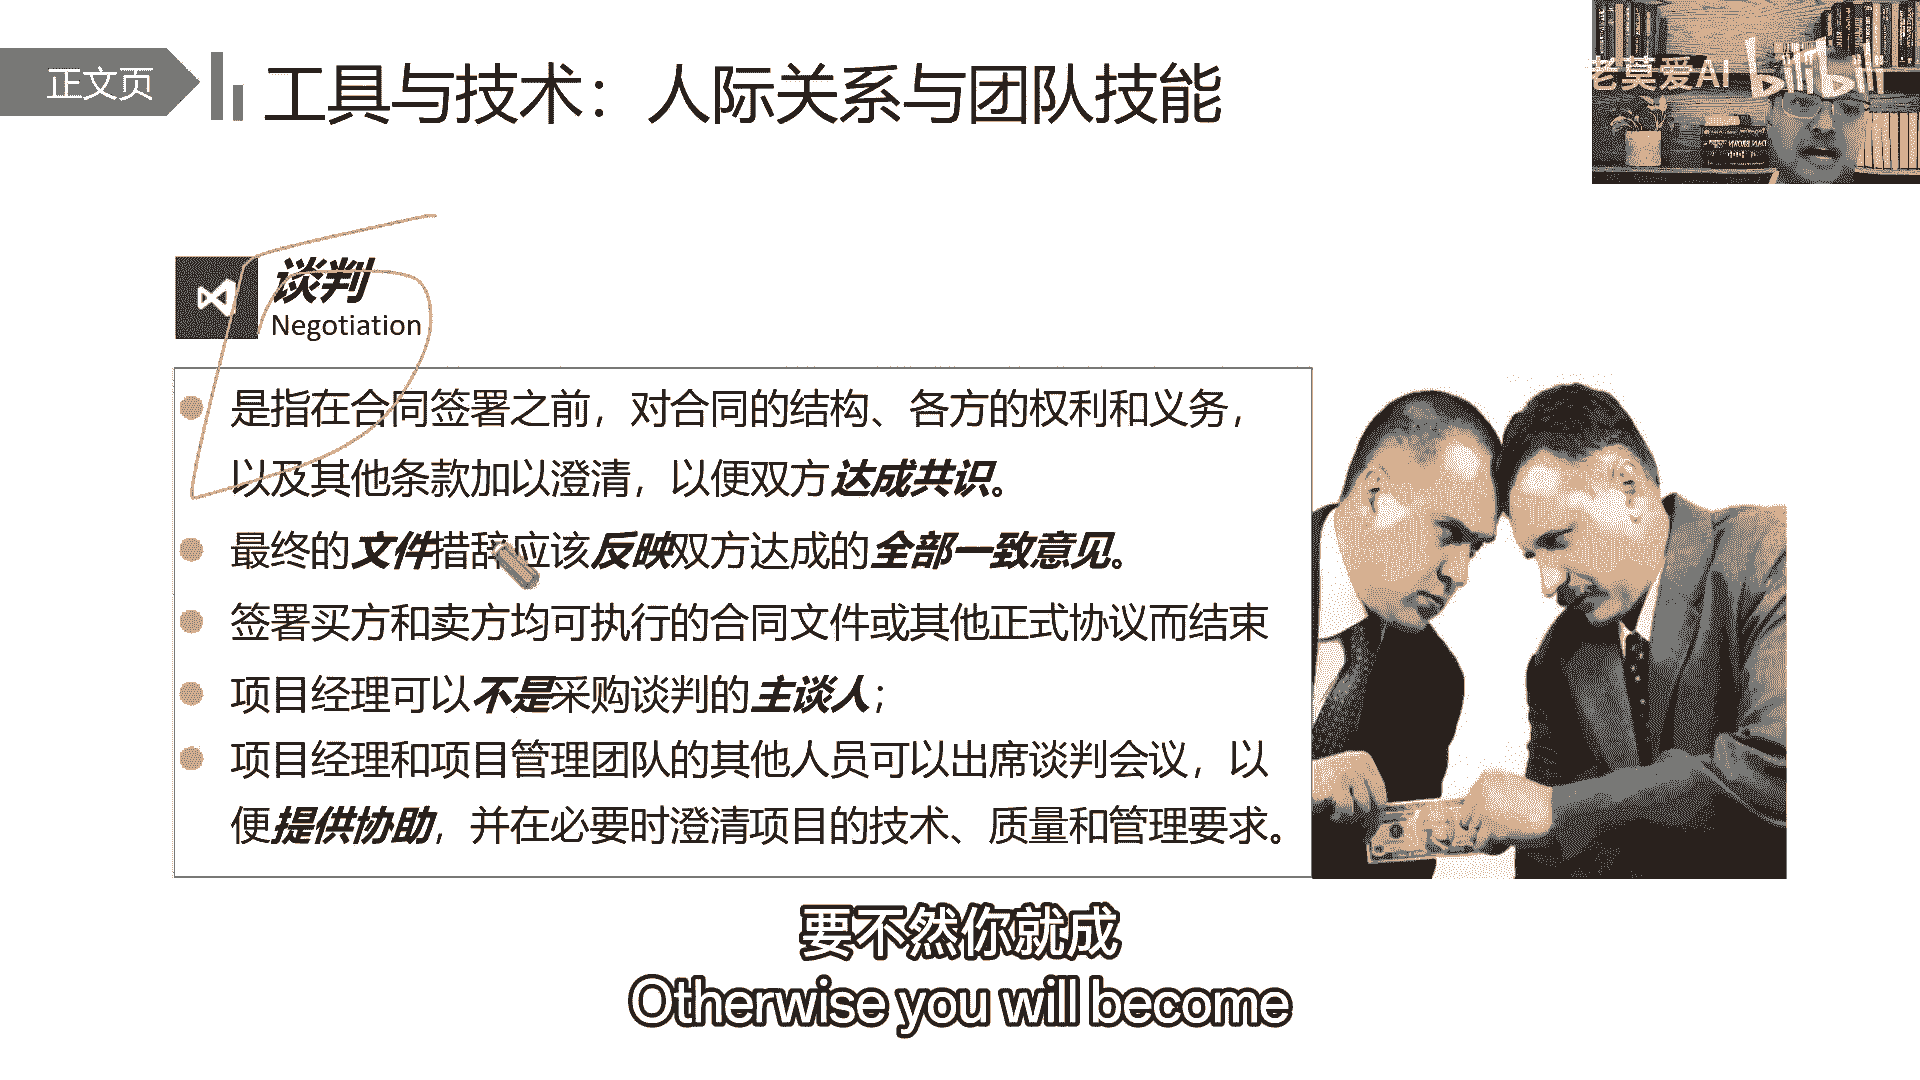 正文页
工具与技术：人际关系与团队技能
老莫爱AI
bilibili
谈判
Negotiation
是指在合同签署之前，对合同的结构、各方的权利和义务，
以及其他条款加以澄清，以便双方达成共识。
最终的文件措辞应该反映双方达成的全部一致意见。
签署买方和卖方均可执行的合同文件或其他正式协议而结束
项目经理可以不是采购谈判的主谈人；
项目经理和项目管理团队的其他人员可以出席谈判会议，以
便提供协助，并在必要时澄清项目的技术、质量和管理要求。
要不然你就成
Otherwise you will become